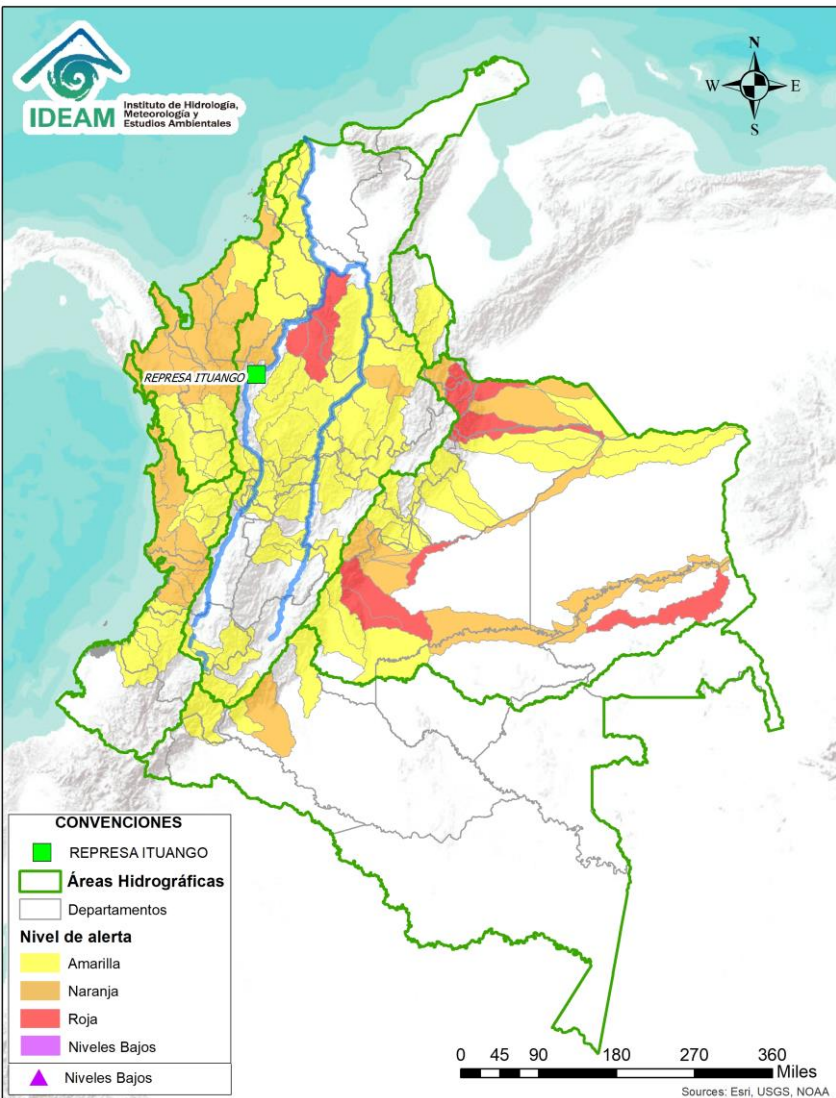 IDEAM
Instituto de Hidrología,
Meteorología y
Estudios Ambientales
N
W
E
S
REPRESA ITUANGO
CONVENCIONES
REPRESA ITUANGO
Áreas Hidrográficas
Departamentos
Nivel de alerta
Amarilla
Naranja
Roja
Niveles Bajos
Niveles Bajos
0 45 90 180 270 360
Miles
Sources: Esri, USGS, NOAA